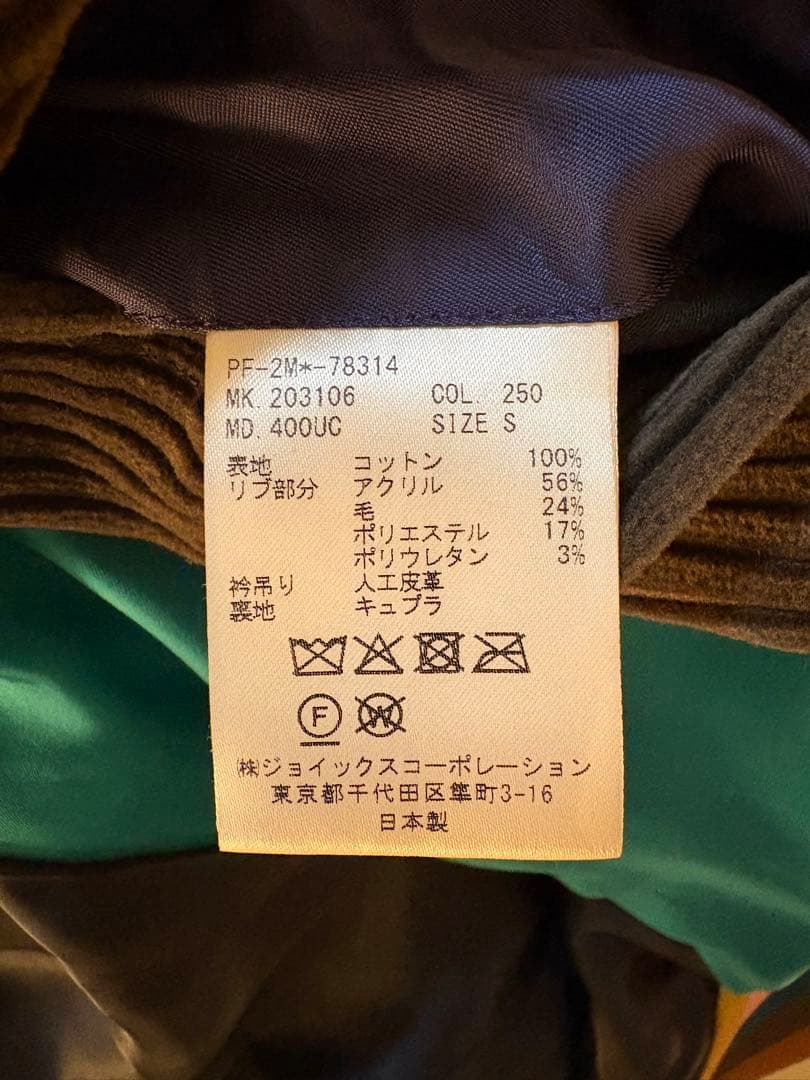 PF-2M*-78314
MK. 203106 COL. 250
MD. 400UC SIZE S
表地 コットン 100%
リブ部分 アクリル 56%
毛 24%
ポリエステル 17%
ポリウレタン 3%
衿吊り 人工皮革
裏地 キュプラ
F
W
㈱ジョイックスコーポレーション
東京都千代田区隼町3-16
日本製